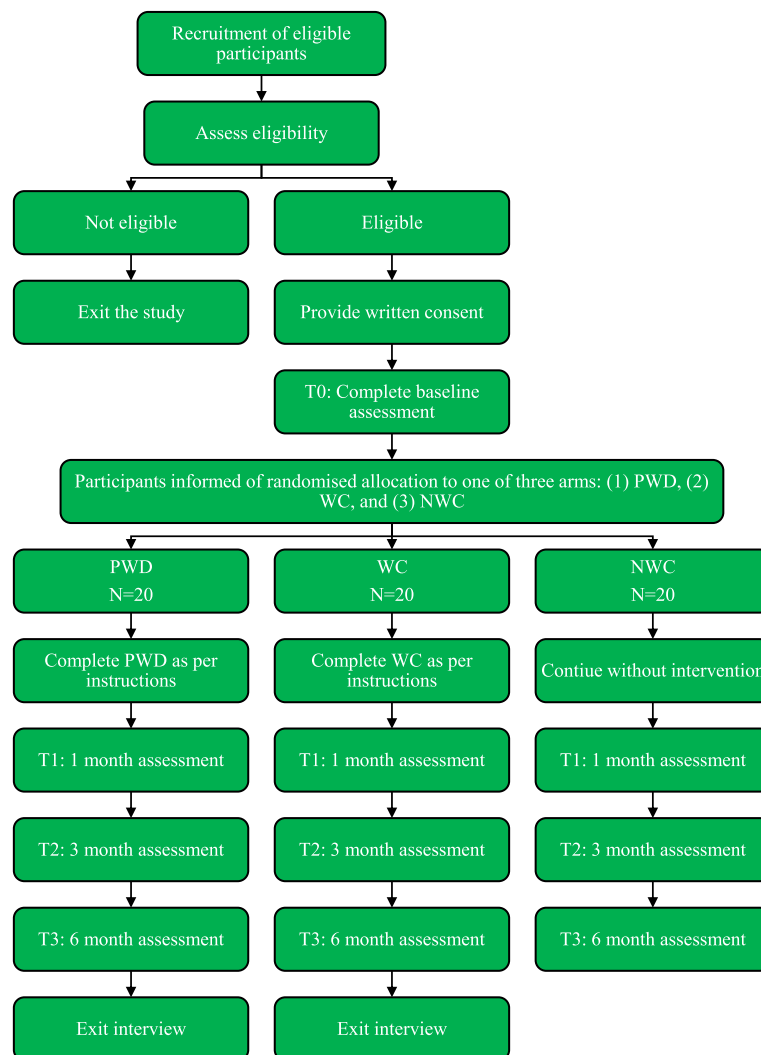 Recruitment of eligible
participants
Assess eligibility
Not eligible
Eligible
Exit the study
Provide written consent
T0: Complete baseline
assessment
Participants informed of randomised allocation to one of three arms: (1) PWD, (2)
WC, and (3) NWC
PWD
N=20
WC
N=20
NWC
N=20
Complete PWD as per
instructions
Complete WC as per
instructions
Contiue without intervention
T1: 1 month assessment
T1: 1 month assessment
T1: 1 month assessment
T2: 3 month assessment
T2: 3 month assessment
T2: 3 month assessment
T3: 6 month assessment
T3: 6 month assessment
T3: 6 month assessment
Exit interview
Exit interview